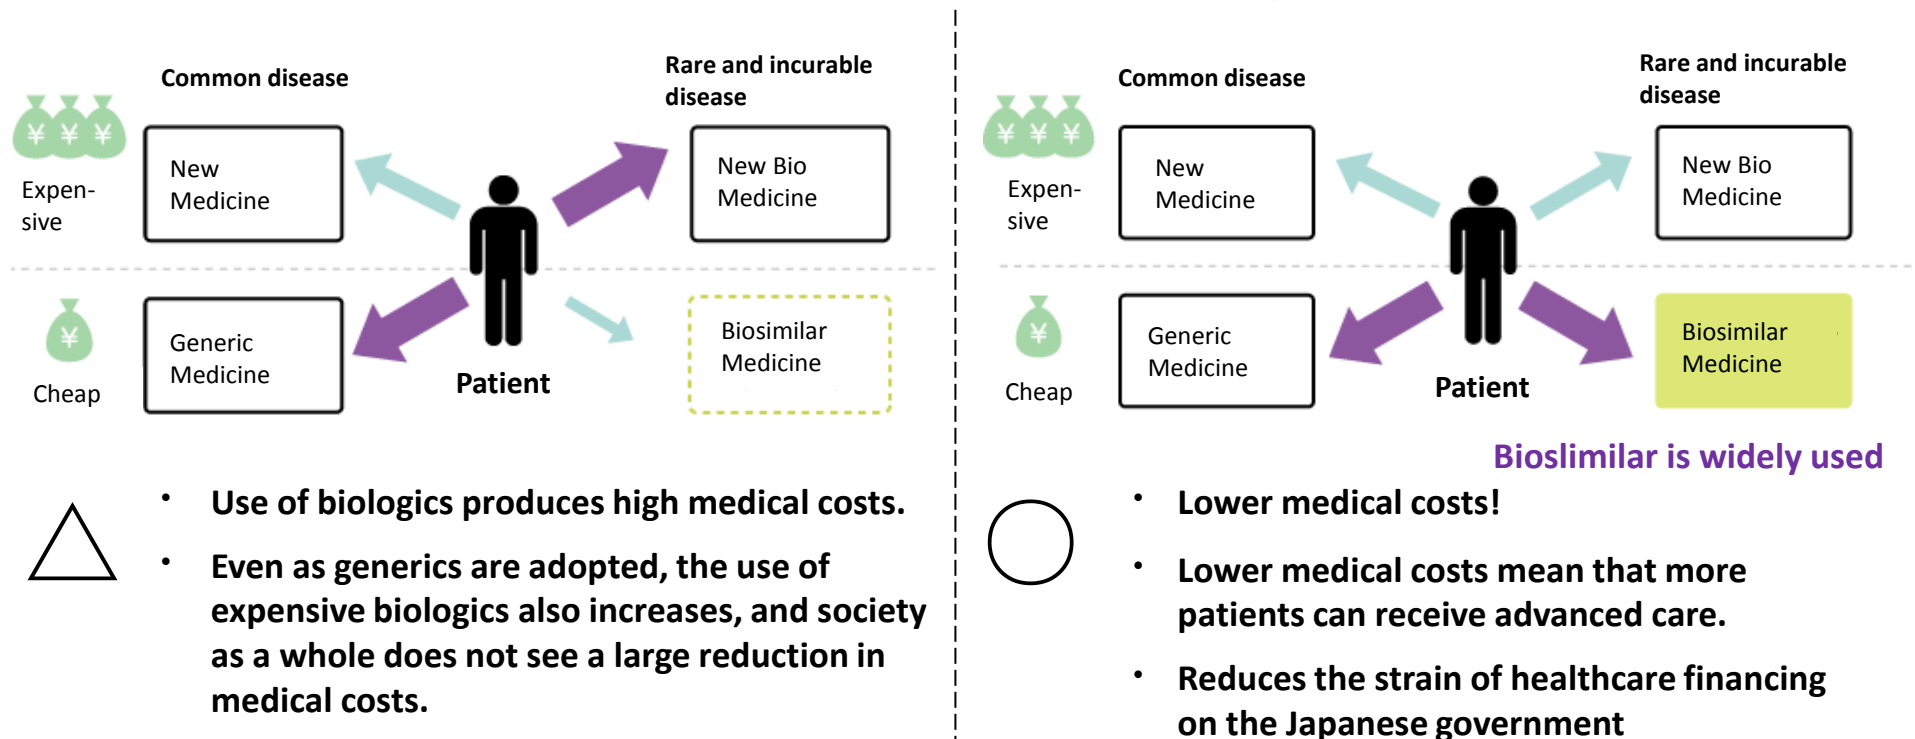 Common disease
Rare and incurable
disease
¥ ¥ ¥
Expen-
sive
New
Medicine
New Bio
Medicine
¥
Cheap
Generic
Medicine
Patient
Biosimilar
Medicine
• Use of biologics produces high medical costs.
• Even as generics are adopted, the use of
expensive biologics also increases, and society
as a whole does not see a large reduction in
medical costs.
Common disease
Rare and incurable
disease
¥ ¥ ¥
Expen-
sive
New
Medicine
New Bio
Medicine
¥
Cheap
Generic
Medicine
Patient
Biosimilar
Medicine
Bioslimilar is widely used
• Lower medical costs!
• Lower medical costs mean that more
patients can receive advanced care.
• Reduces the strain of healthcare financing
on the Japanese government